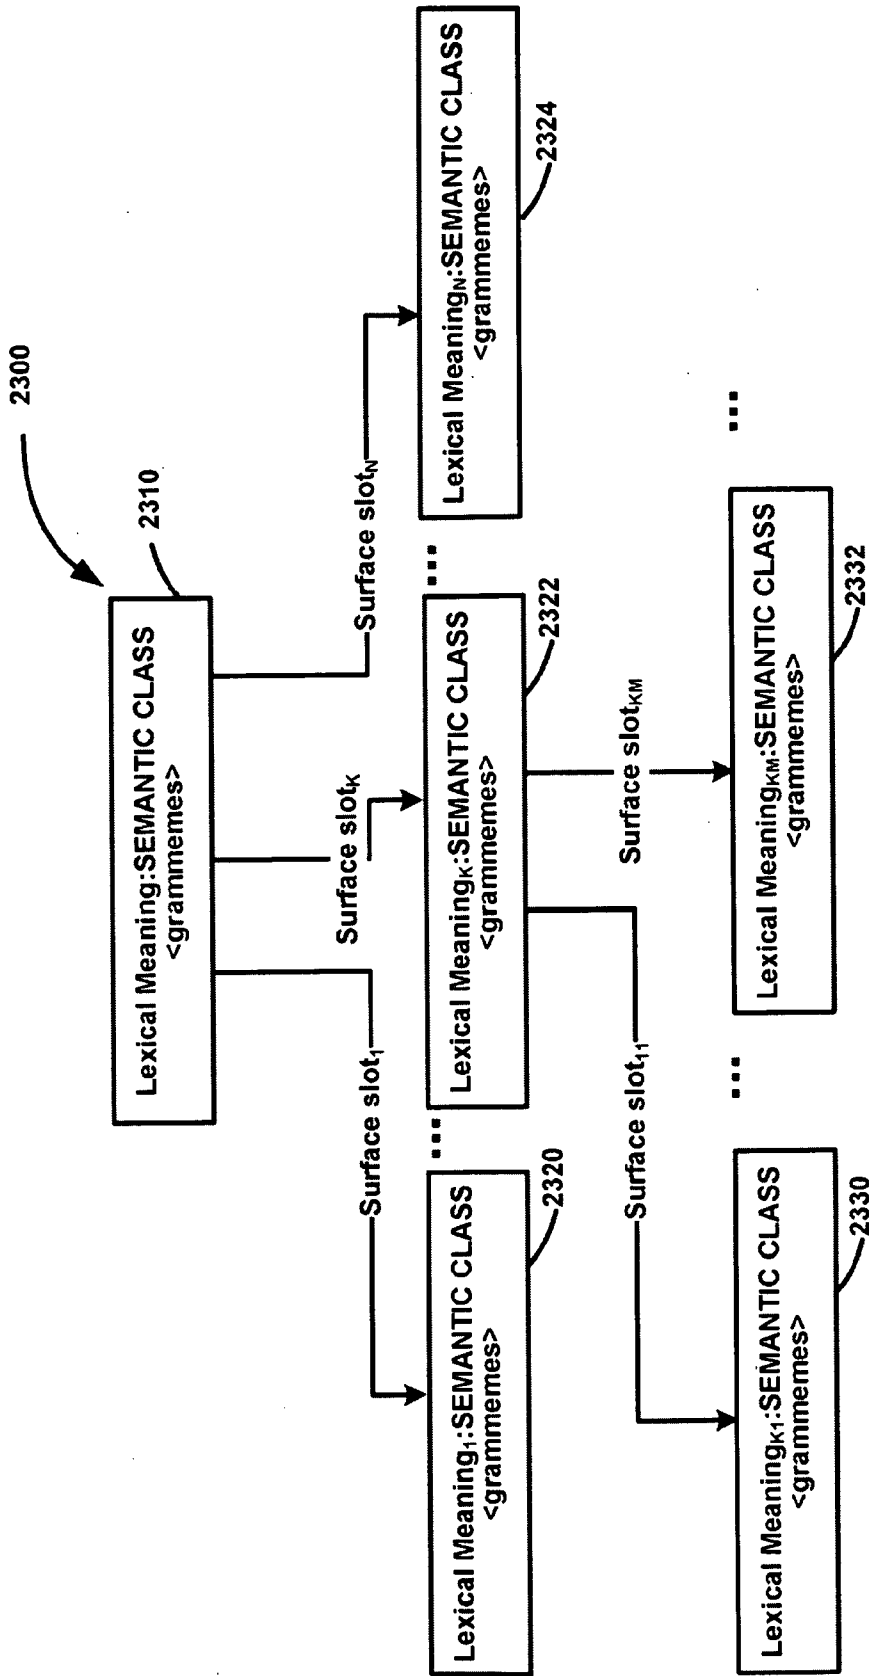 2300
2310
Lexical Meaning:SEMANTIC CLASS
<grammemes>
Surface slot₁
Surface slotK
Surface slotN
Lexical Meaning₁:SEMANTIC CLASS
<grammemes>
2320
...
Lexical MeaningK:SEMANTIC CLASS
<grammemes>
2322
...
Lexical MeaningN:SEMANTIC CLASS
<grammemes>
2324
Surface slot₁₁
Surface slotKM
Lexical MeaningK1:SEMANTIC CLASS
<grammemes>
2330
...
Lexical MeaningKM:SEMANTIC CLASS
<grammemes>
2332
...